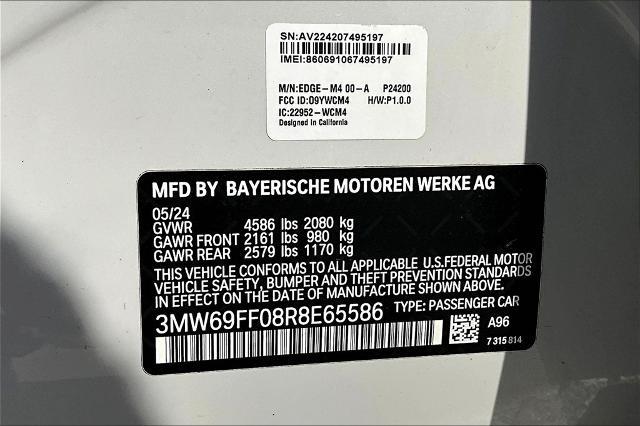 SN:AV224207495197
IMEI:860691067495197
M/N:EDGE-M4 00-A P24200
FCC ID:O9YWCM4 H/W:P1.0.0
IC:22952-WCM4
Designed in California
MFD BY BAYERISCHE MOTOREN WERKE AG
05/24
GVWR 4586 lbs 2080 kg
GAWR FRONT 2161 lbs 980 kg
GAWR REAR 2579 lbs 1170 kg
THIS VEHICLE CONFORMS TO ALL APPLICABLE U.S.FEDERAL MOTOR
VEHICLE SAFETY, BUMPER, AND THEFT PREVENTION STANDARDS
IN EFFECT ON THE DATE OF MANUFACTURE SHOWN ABOVE.
3MW69FF08R8E65586 TYPE: PASSENGER CAR
A96
7 315 814